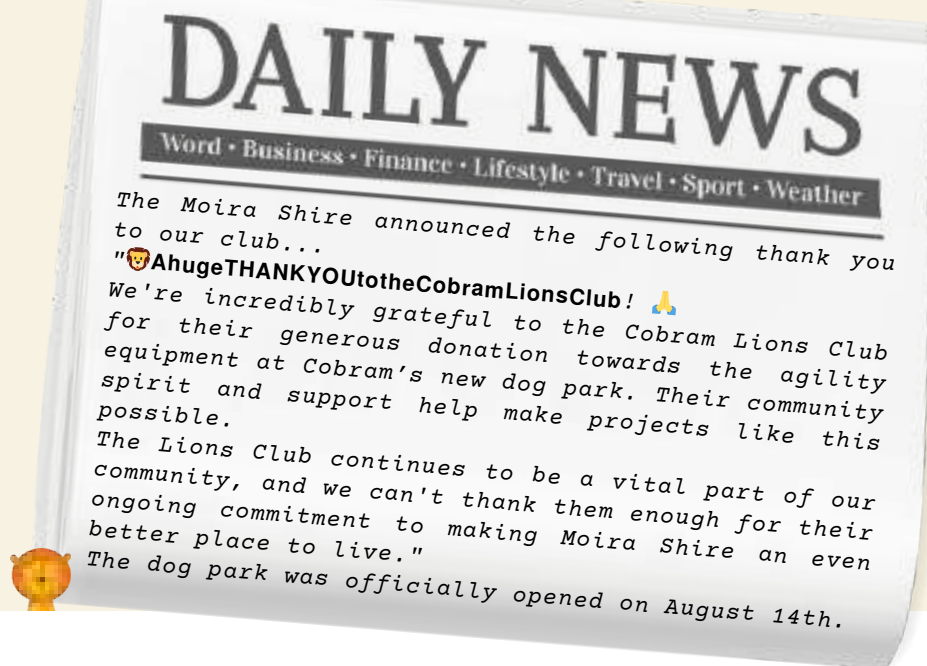 DAILY NEWS
Word • Business • Finance • Lifestyle • Travel • Sport • Weather
The Moira Shire announced the following thank you
to our club...
"🦁AhugeTHANKYOUtotheCobramLionsClub! 🙏
We're incredibly grateful to the Cobram Lions Club
for their generous donation towards the agility
equipment at Cobram’s new dog park. Their community
spirit and support help make projects like this
possible.
The Lions Club continues to be a vital part of our
community, and we can't thank them enough for their
ongoing commitment to making Moira Shire an even
better place to live."
The dog park was officially opened on August 14th.